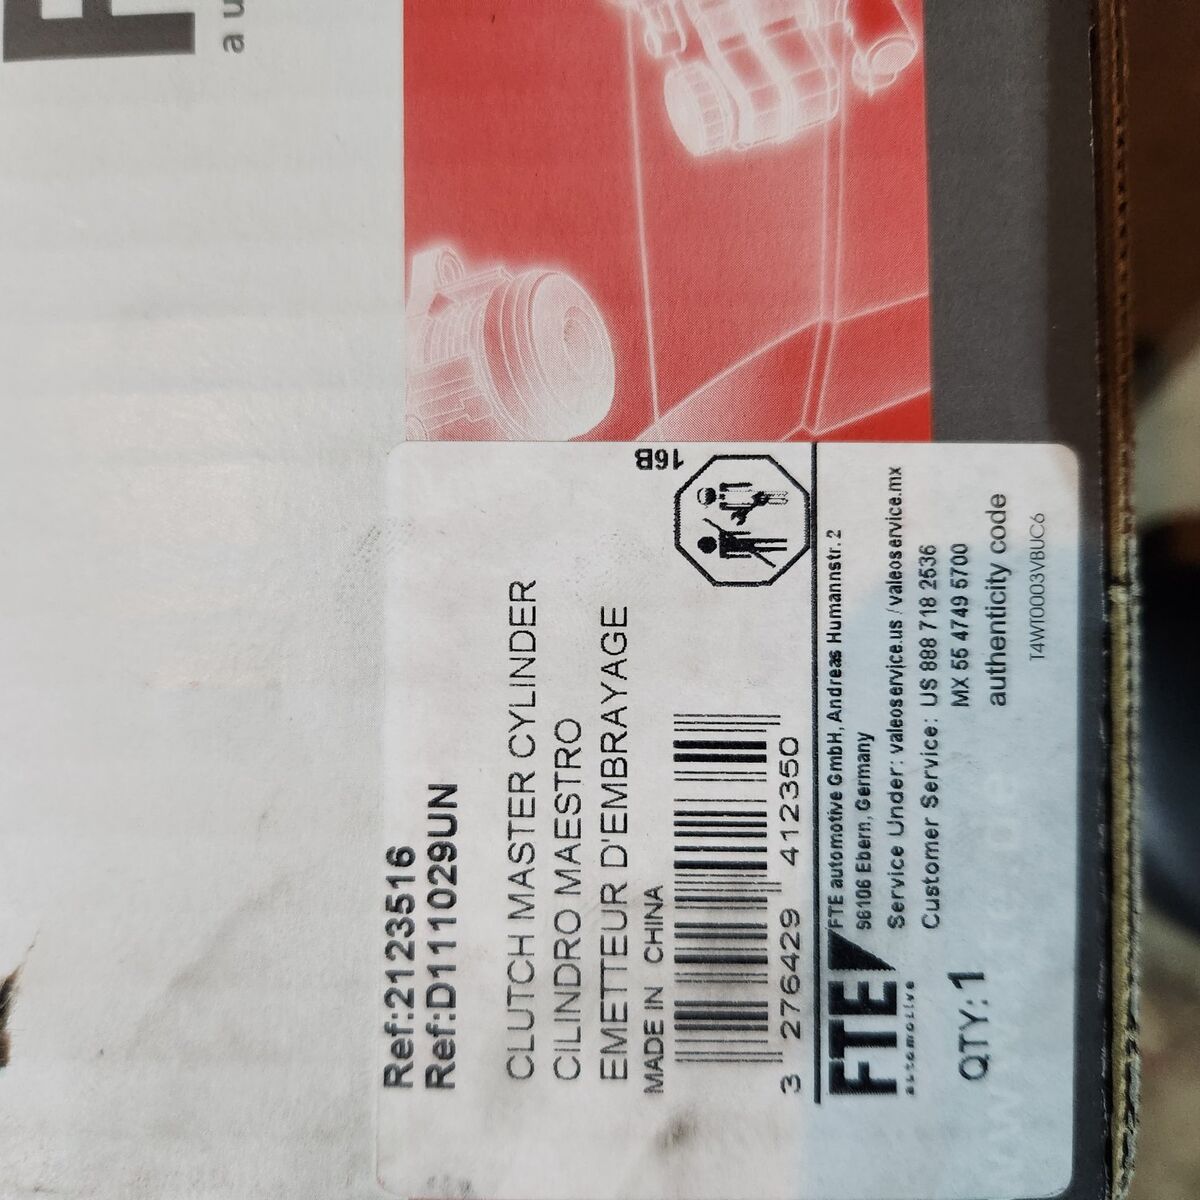 Ref:2123516
Ref:D111029UN
CLUTCH MASTER CYLINDER
CILINDRO MAESTRO
EMETTEUR D'EMBRAYAGE
MADE IN CHINA
16B
3 276429 412350
FTE
automotive
FTE automotive GmbH, Andreas Humannstr. 2
96106 Ebern, Germany
Service Under: valeoservice.us / valeoservice.mx
Customer Service: US 888 718 2536
MX 55 4749 5700
QTY: 1
authenticity code
T4WT0003VBUC6